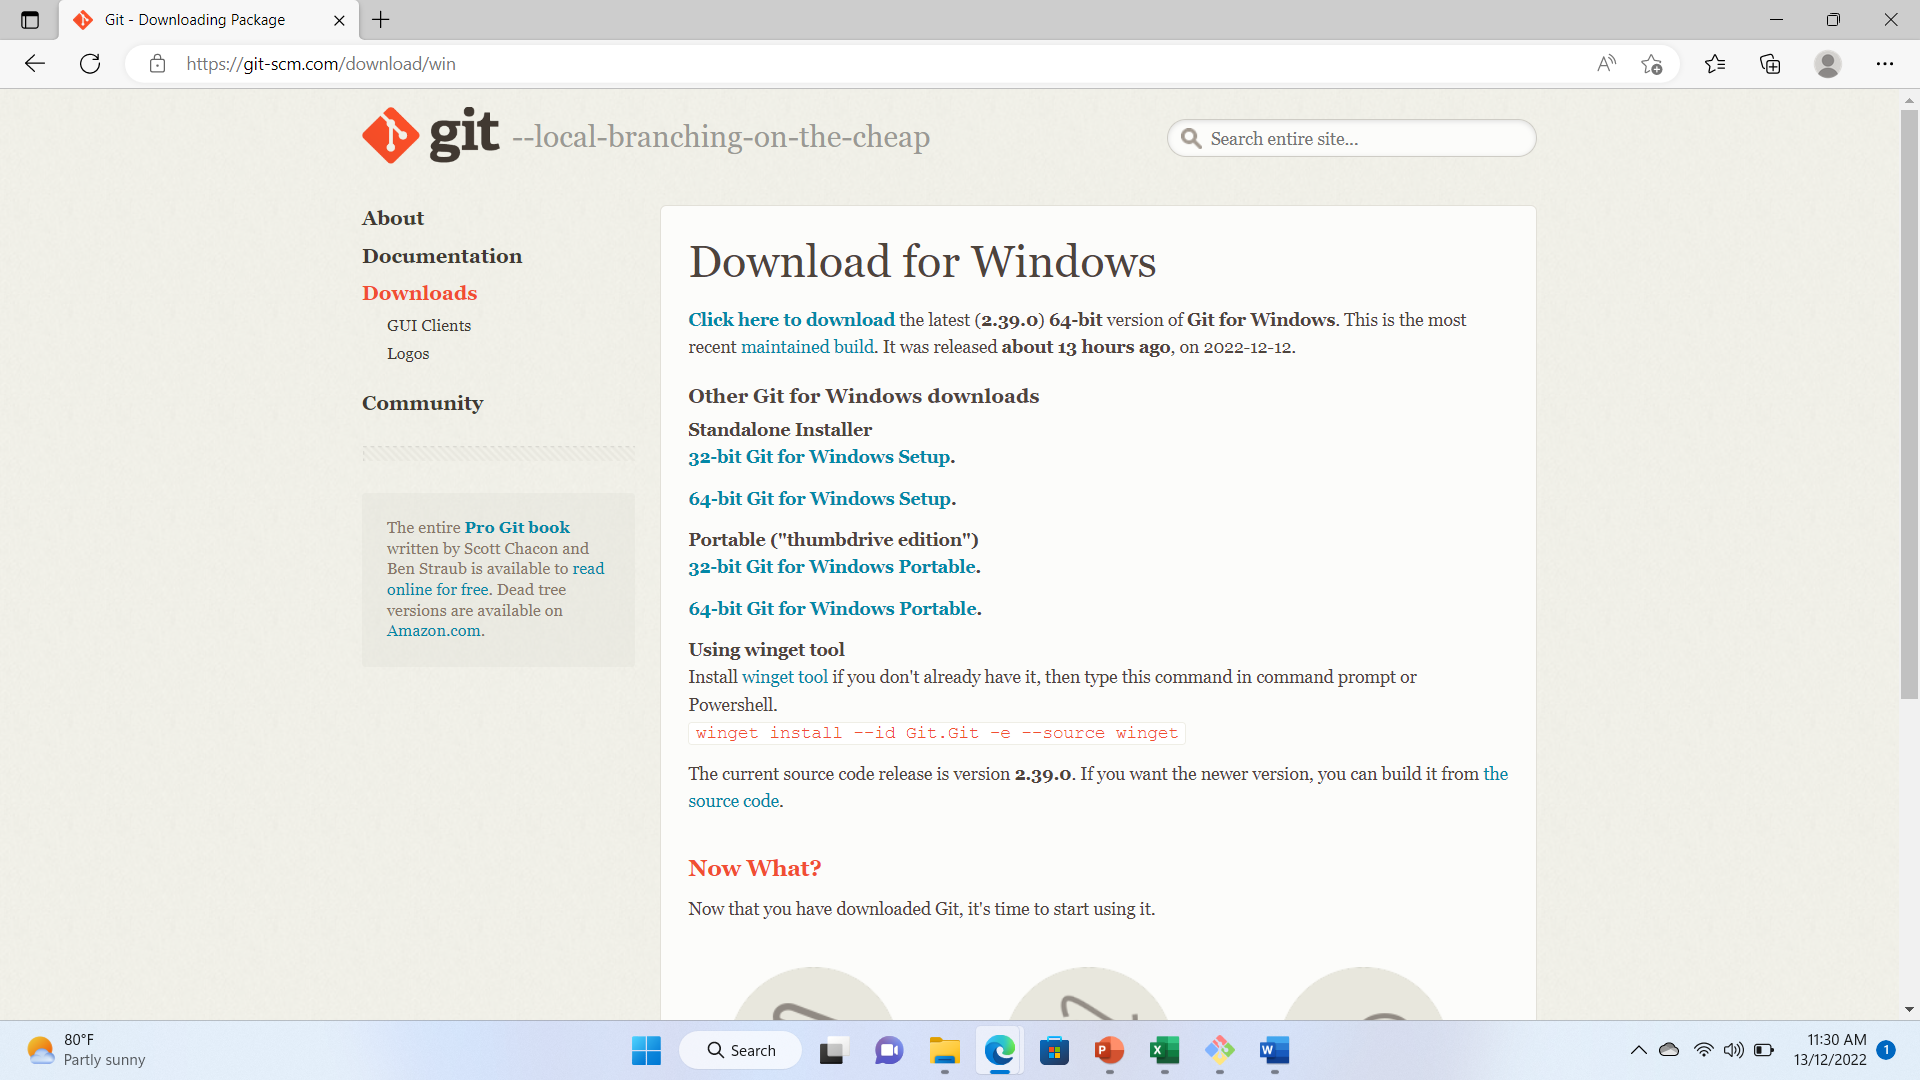 Git - Downloading Package
https://git-scm.com/download/win
git --local-branching-on-the-cheap
Search entire site...
About
Documentation
Downloads
GUI Clients
Logos
Community
The entire Pro Git book
written by Scott Chacon and
Ben Straub is available to read
online for free. Dead tree
versions are available on
Amazon.com.
Download for Windows
Click here to download the latest (2.39.0) 64-bit version of Git for Windows. This is the most
recent maintained build. It was released about 13 hours ago, on 2022-12-12.
Other Git for Windows downloads
Standalone Installer
32-bit Git for Windows Setup.
64-bit Git for Windows Setup.
Portable ("thumbdrive edition")
32-bit Git for Windows Portable.
64-bit Git for Windows Portable.
Using winget tool
Install winget tool if you don't already have it, then type this command in command prompt or
Powershell.
winget install --id Git.Git -e --source winget
The current source code release is version 2.39.0. If you want the newer version, you can build it from the
source code.
Now What?
Now that you have downloaded Git, it's time to start using it.
80°F
Partly sunny
Search
11:30 AM
13/12/2022
1